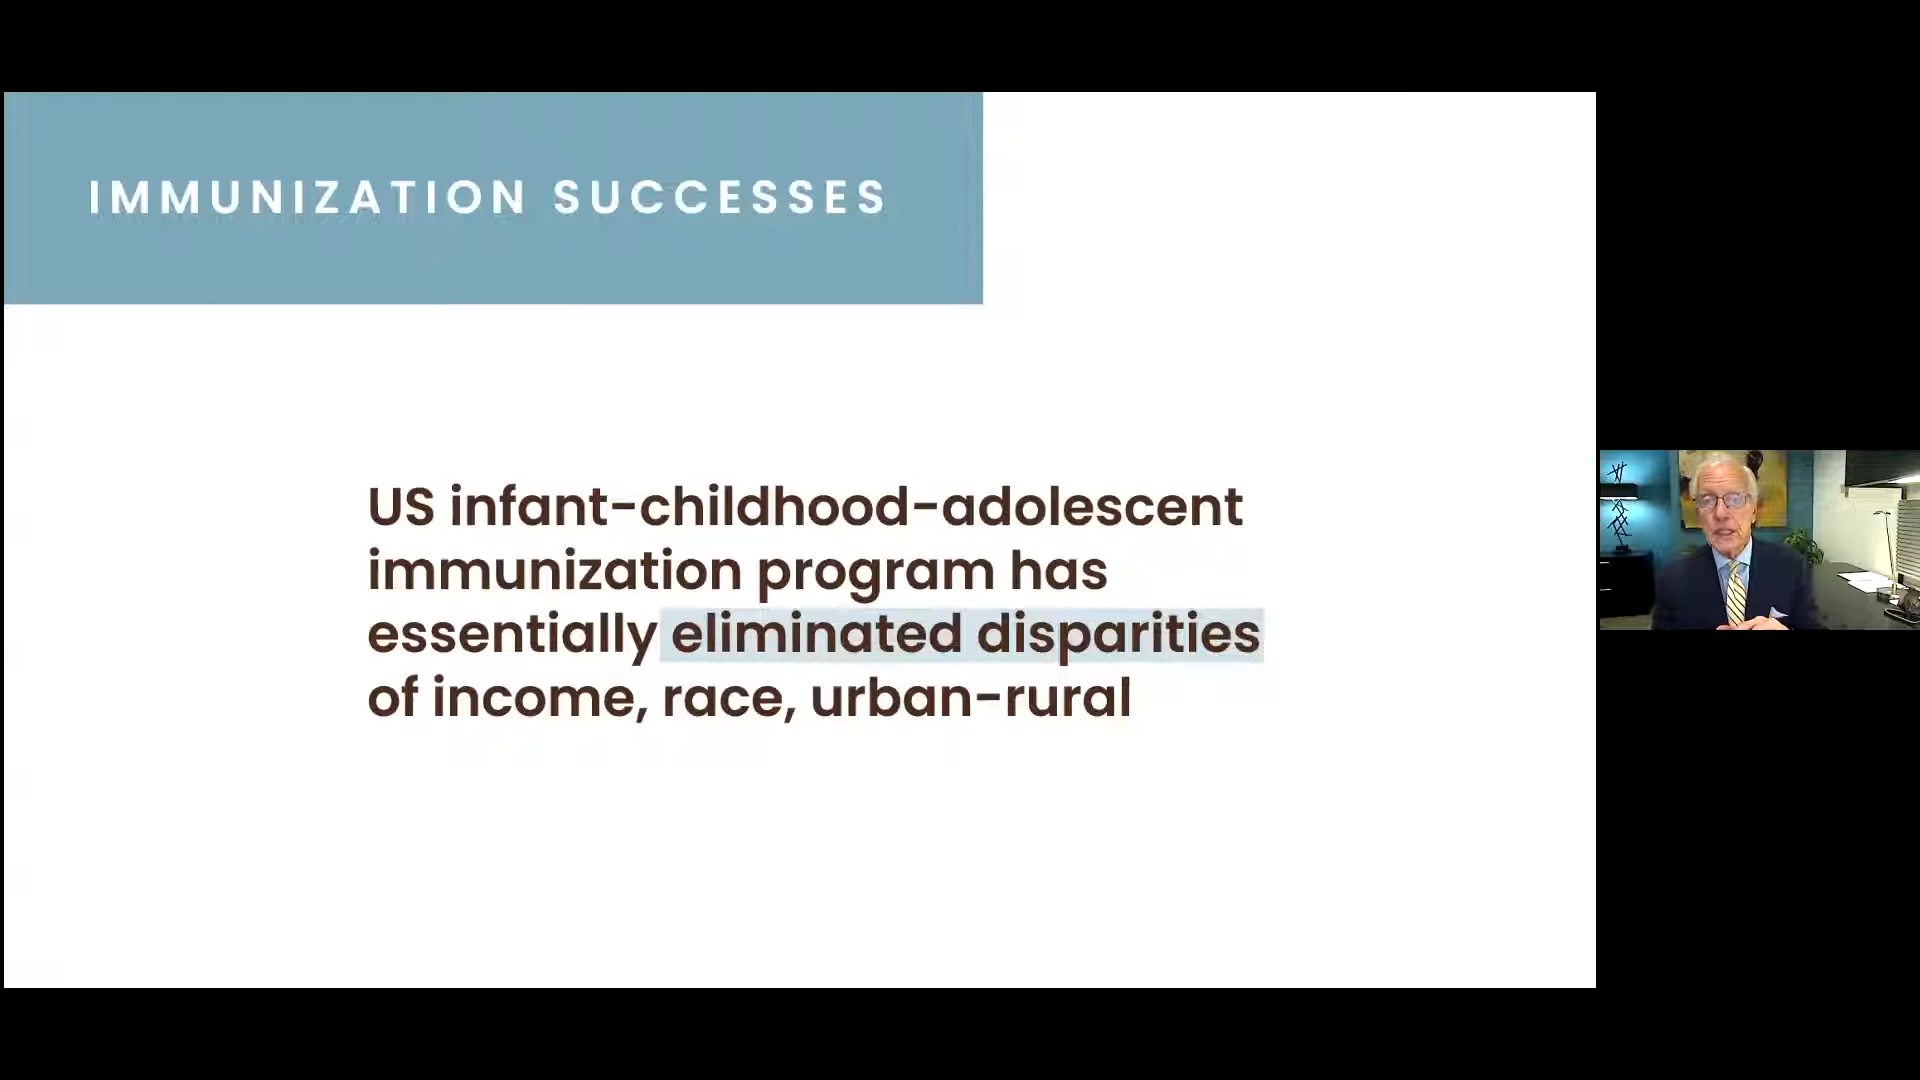 IMMUNIZATION SUCCESSES
US infant-childhood-adolescent
immunization program has
essentially eliminated disparities
of income, race, urban-rural